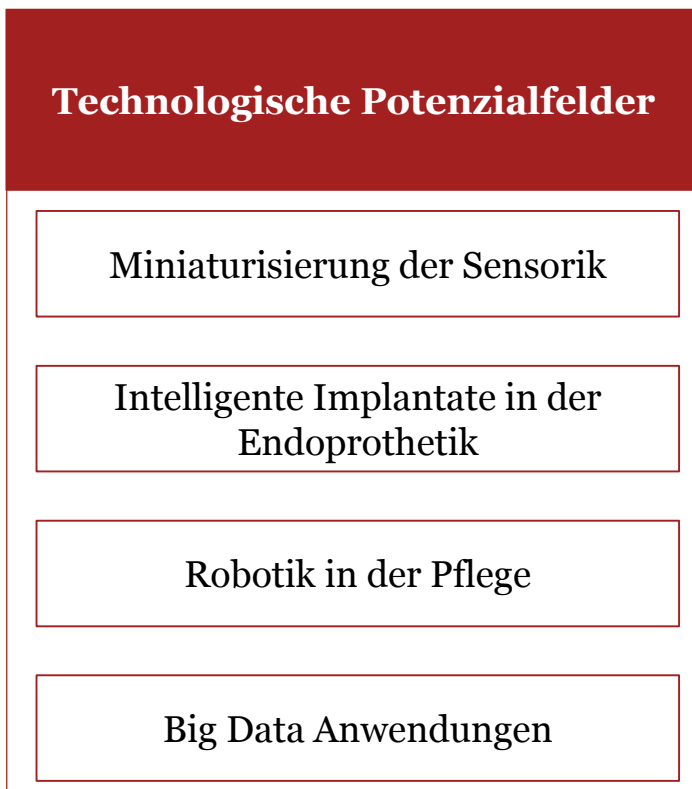 Technologische Potenzialfelder
Miniaturisierung der Sensorik
Intelligente Implantate in der
Endoprothetik
Robotik in der Pflege
Big Data Anwendungen